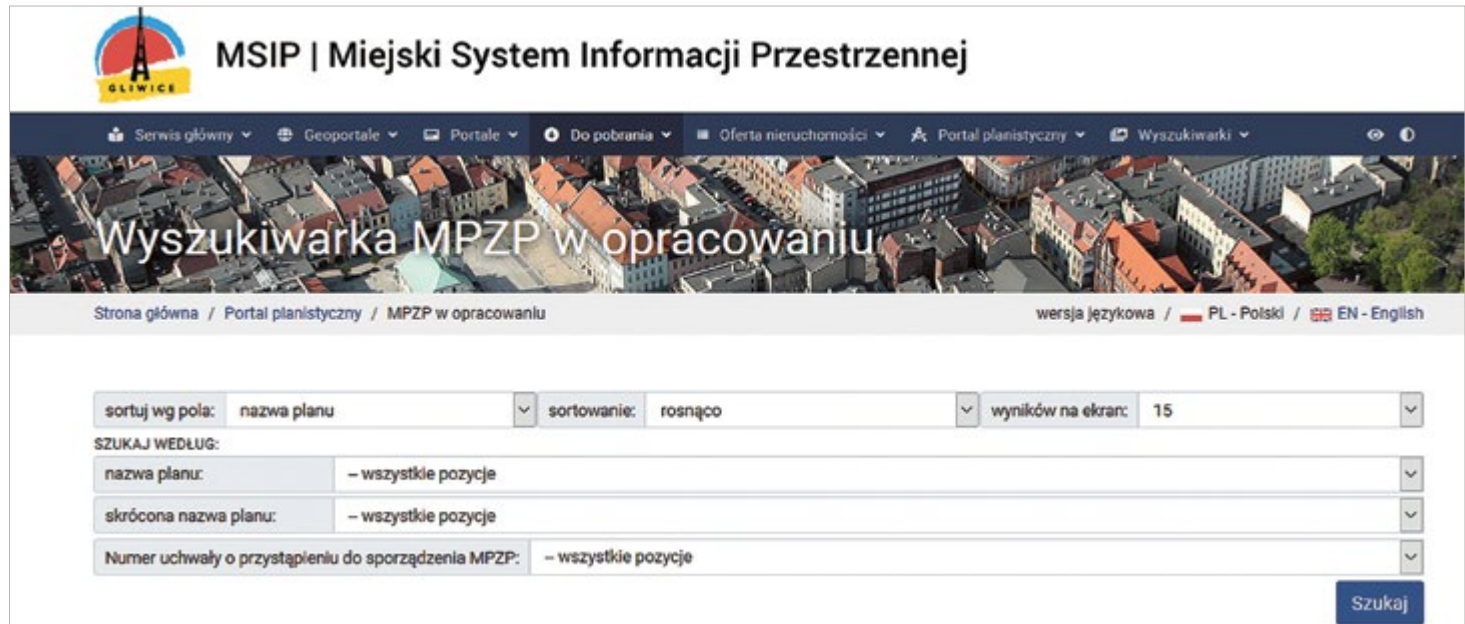 GLIWICE
MSIP | Miejski System Informacji Przestrzennej
Serwis główny Geoportale Portale Do pobrania Oferta nieruchomości Portal planistyczny Wyszukiwarki
Wyszukiwarka MPZP w opracowaniu
Strona główna / Portal planistyczny / MPZP w opracowaniu wersja językowa / PL - Polski / EN - English
sortuj wg pola: nazwa planu sortowanie: rosnąco wyników na ekran: 15
SZUKAJ WEDŁUG:
nazwa planu: – wszystkie pozycje
skrócona nazwa planu: – wszystkie pozycje
Numer uchwały o przystąpieniu do sporządzenia MPZP: – wszystkie pozycje
Szukaj